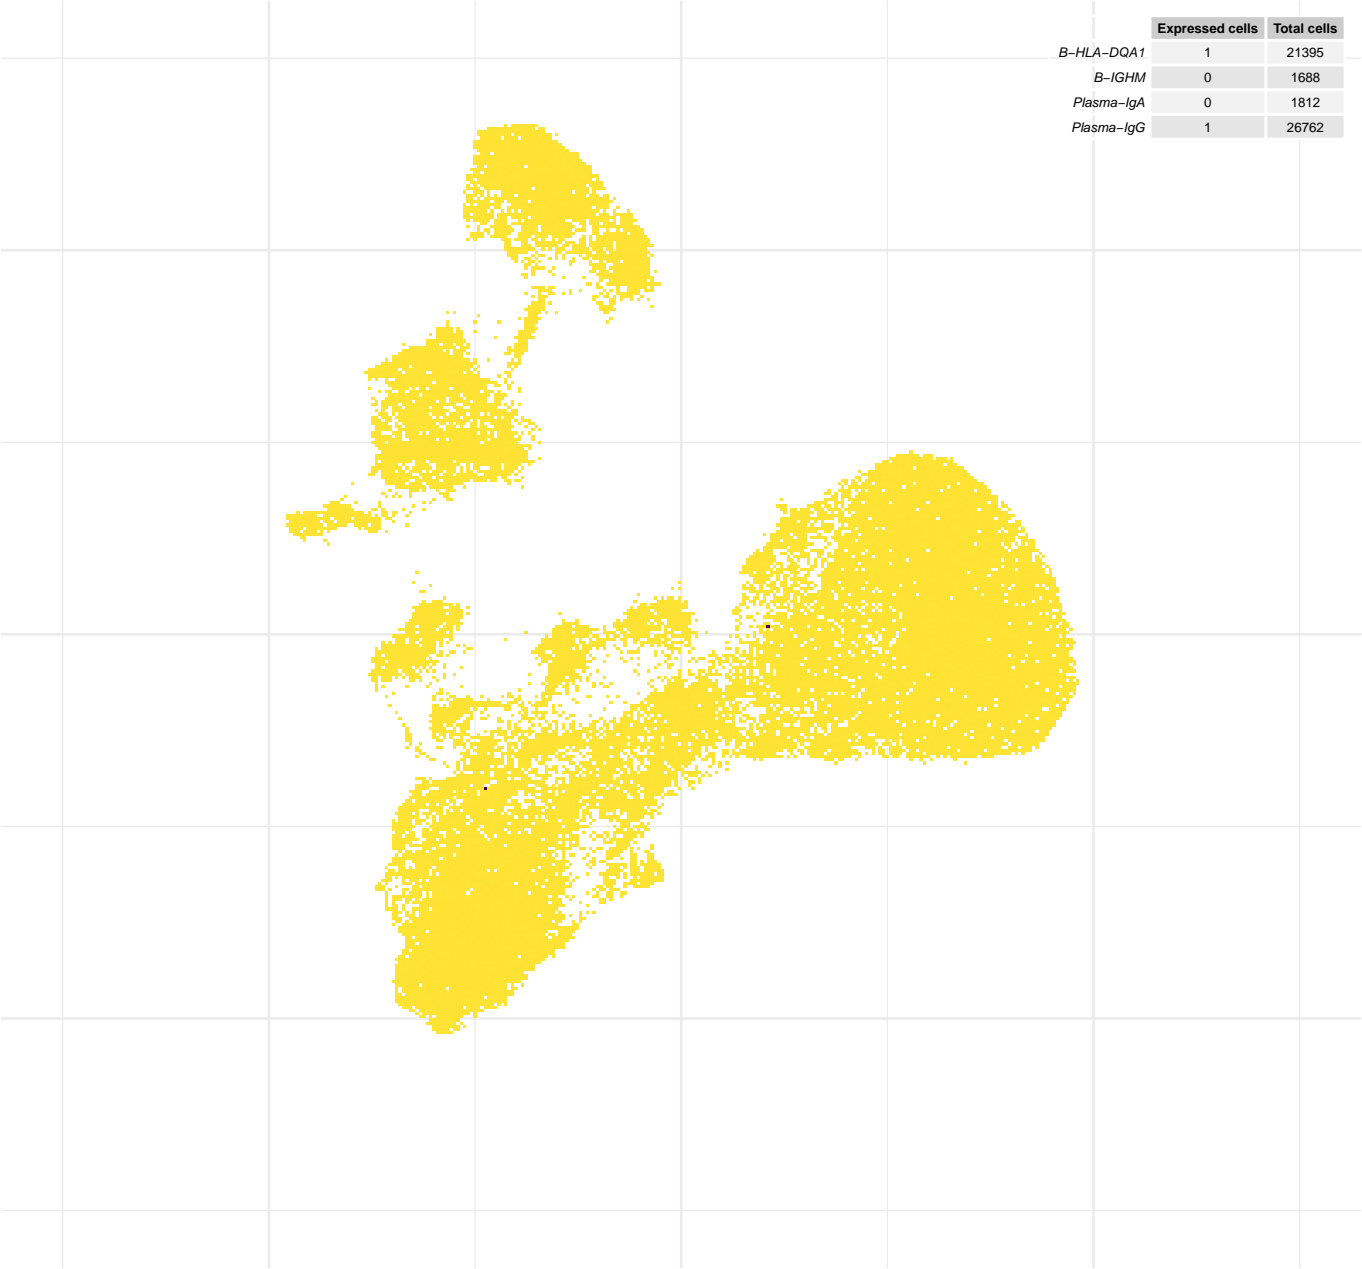 Expressed cells Total cells
B−HLA−DQA1 1 21395
B−IGHM 0 1688
Plasma−IgA 0 1812
Plasma−IgG 1 26762